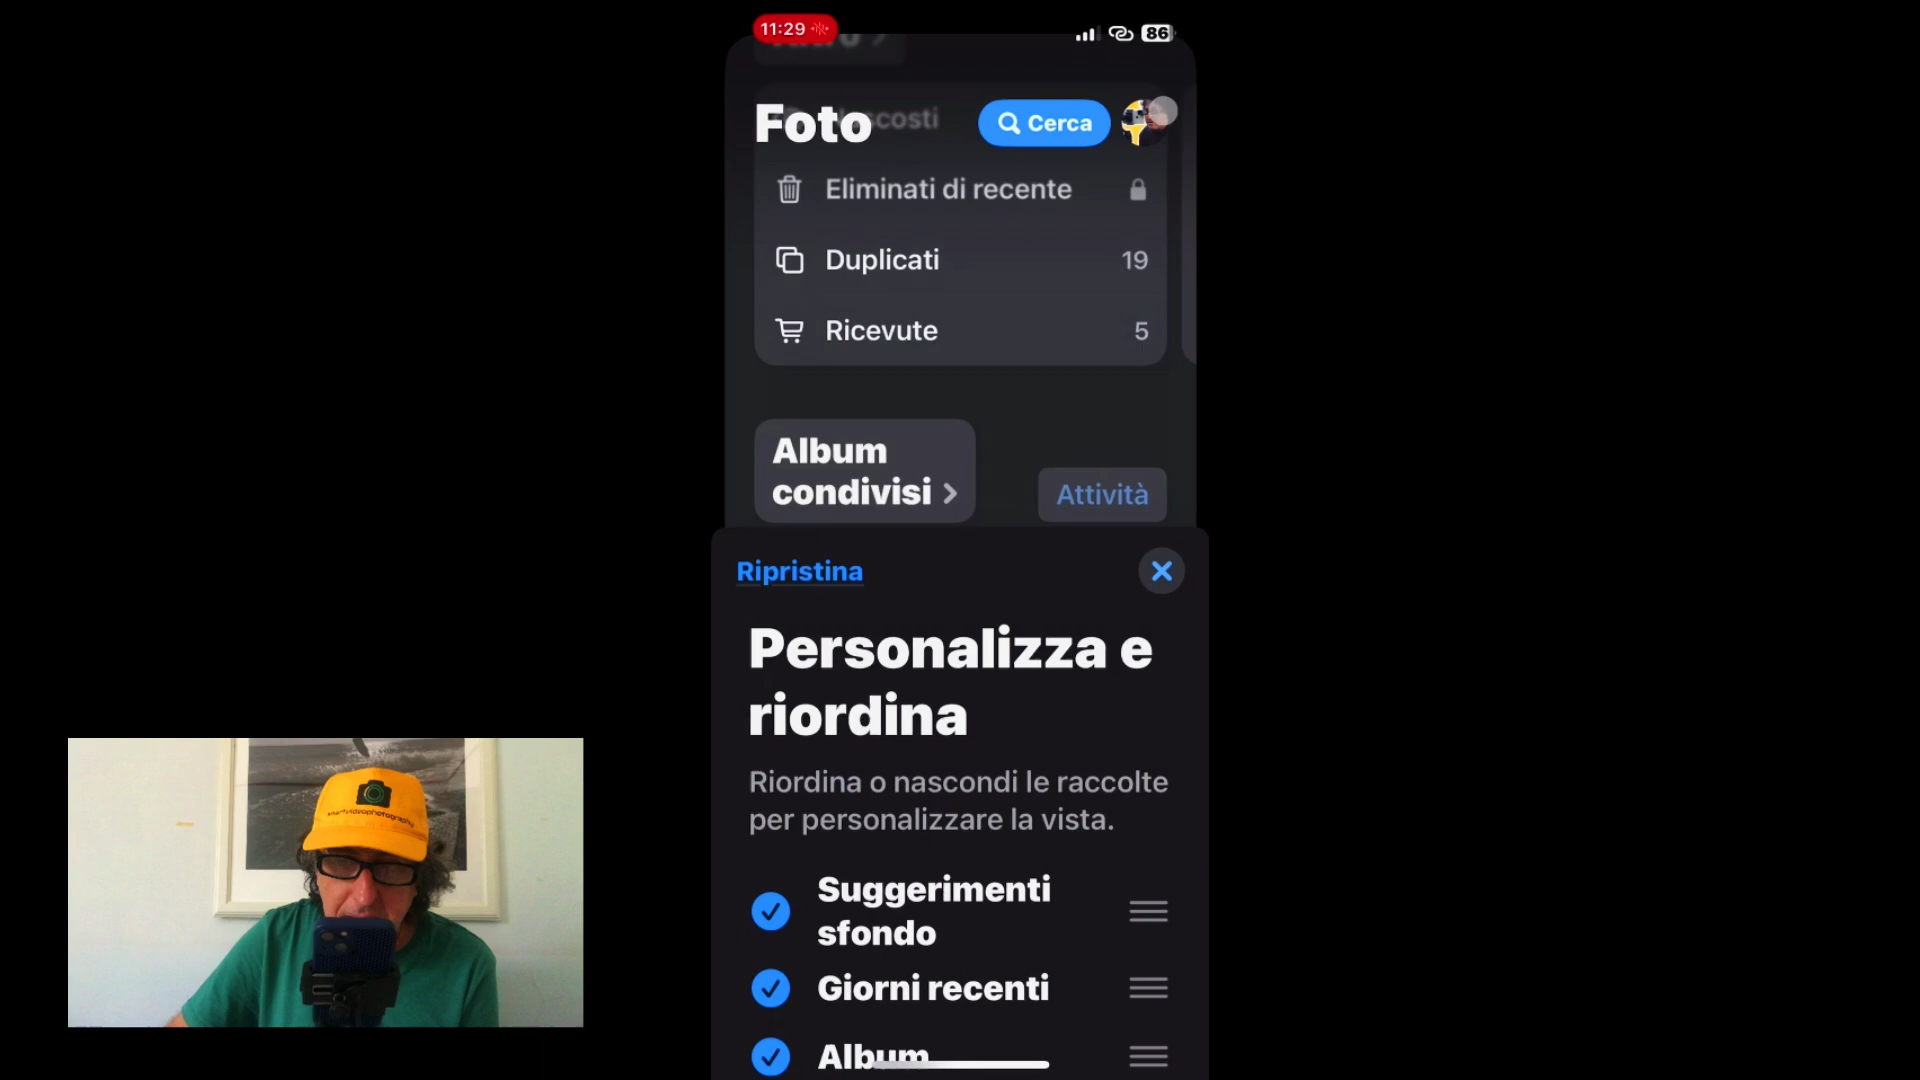 11:29
86
Foto
Cerca
Eliminati di recente
Duplicati
19
Ricevute
5
Album
condivisi
Attività
Ripristina
Personalizza e
riordina
Riordina o nascondi le raccolte
per personalizzare la vista.
Suggerimenti
sfondo
Giorni recenti
Album